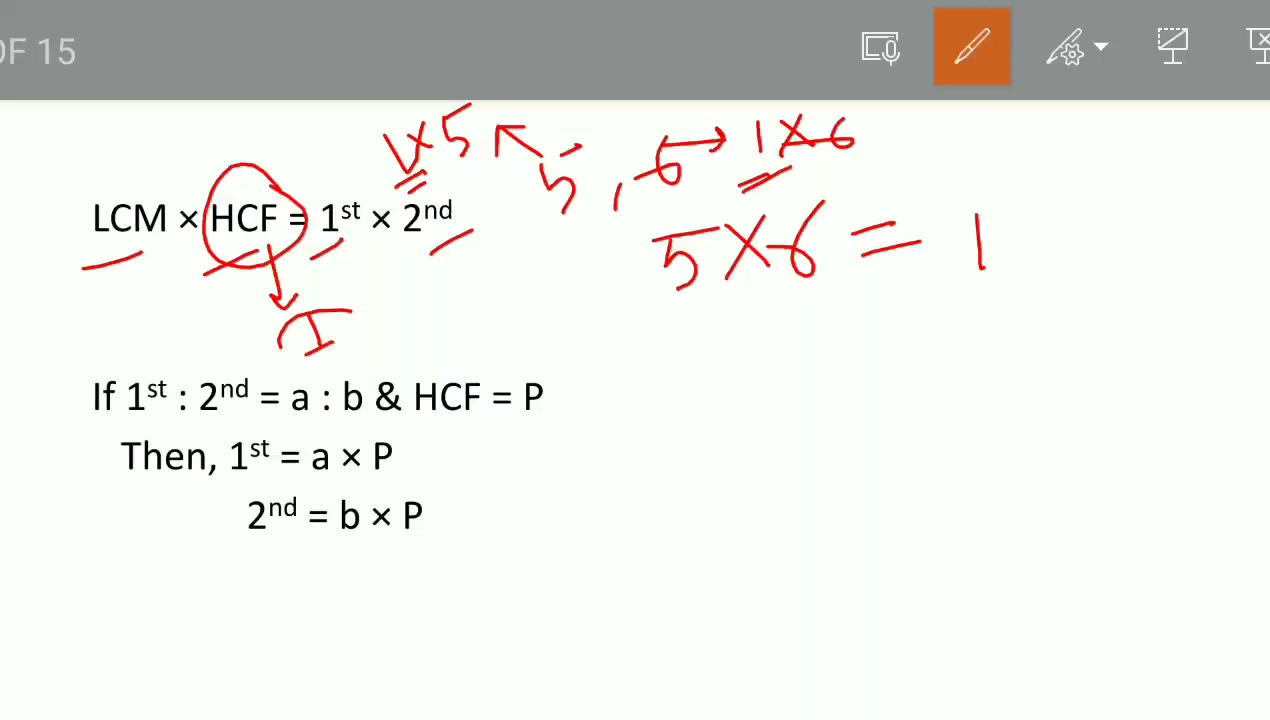 OF 15
1×5 5 , 6 → 1×6
LCM × HCF = 1st × 2nd
5×6 = 1
If 1st : 2nd = a : b & HCF = P
Then, 1st = a × P
2nd = b × P